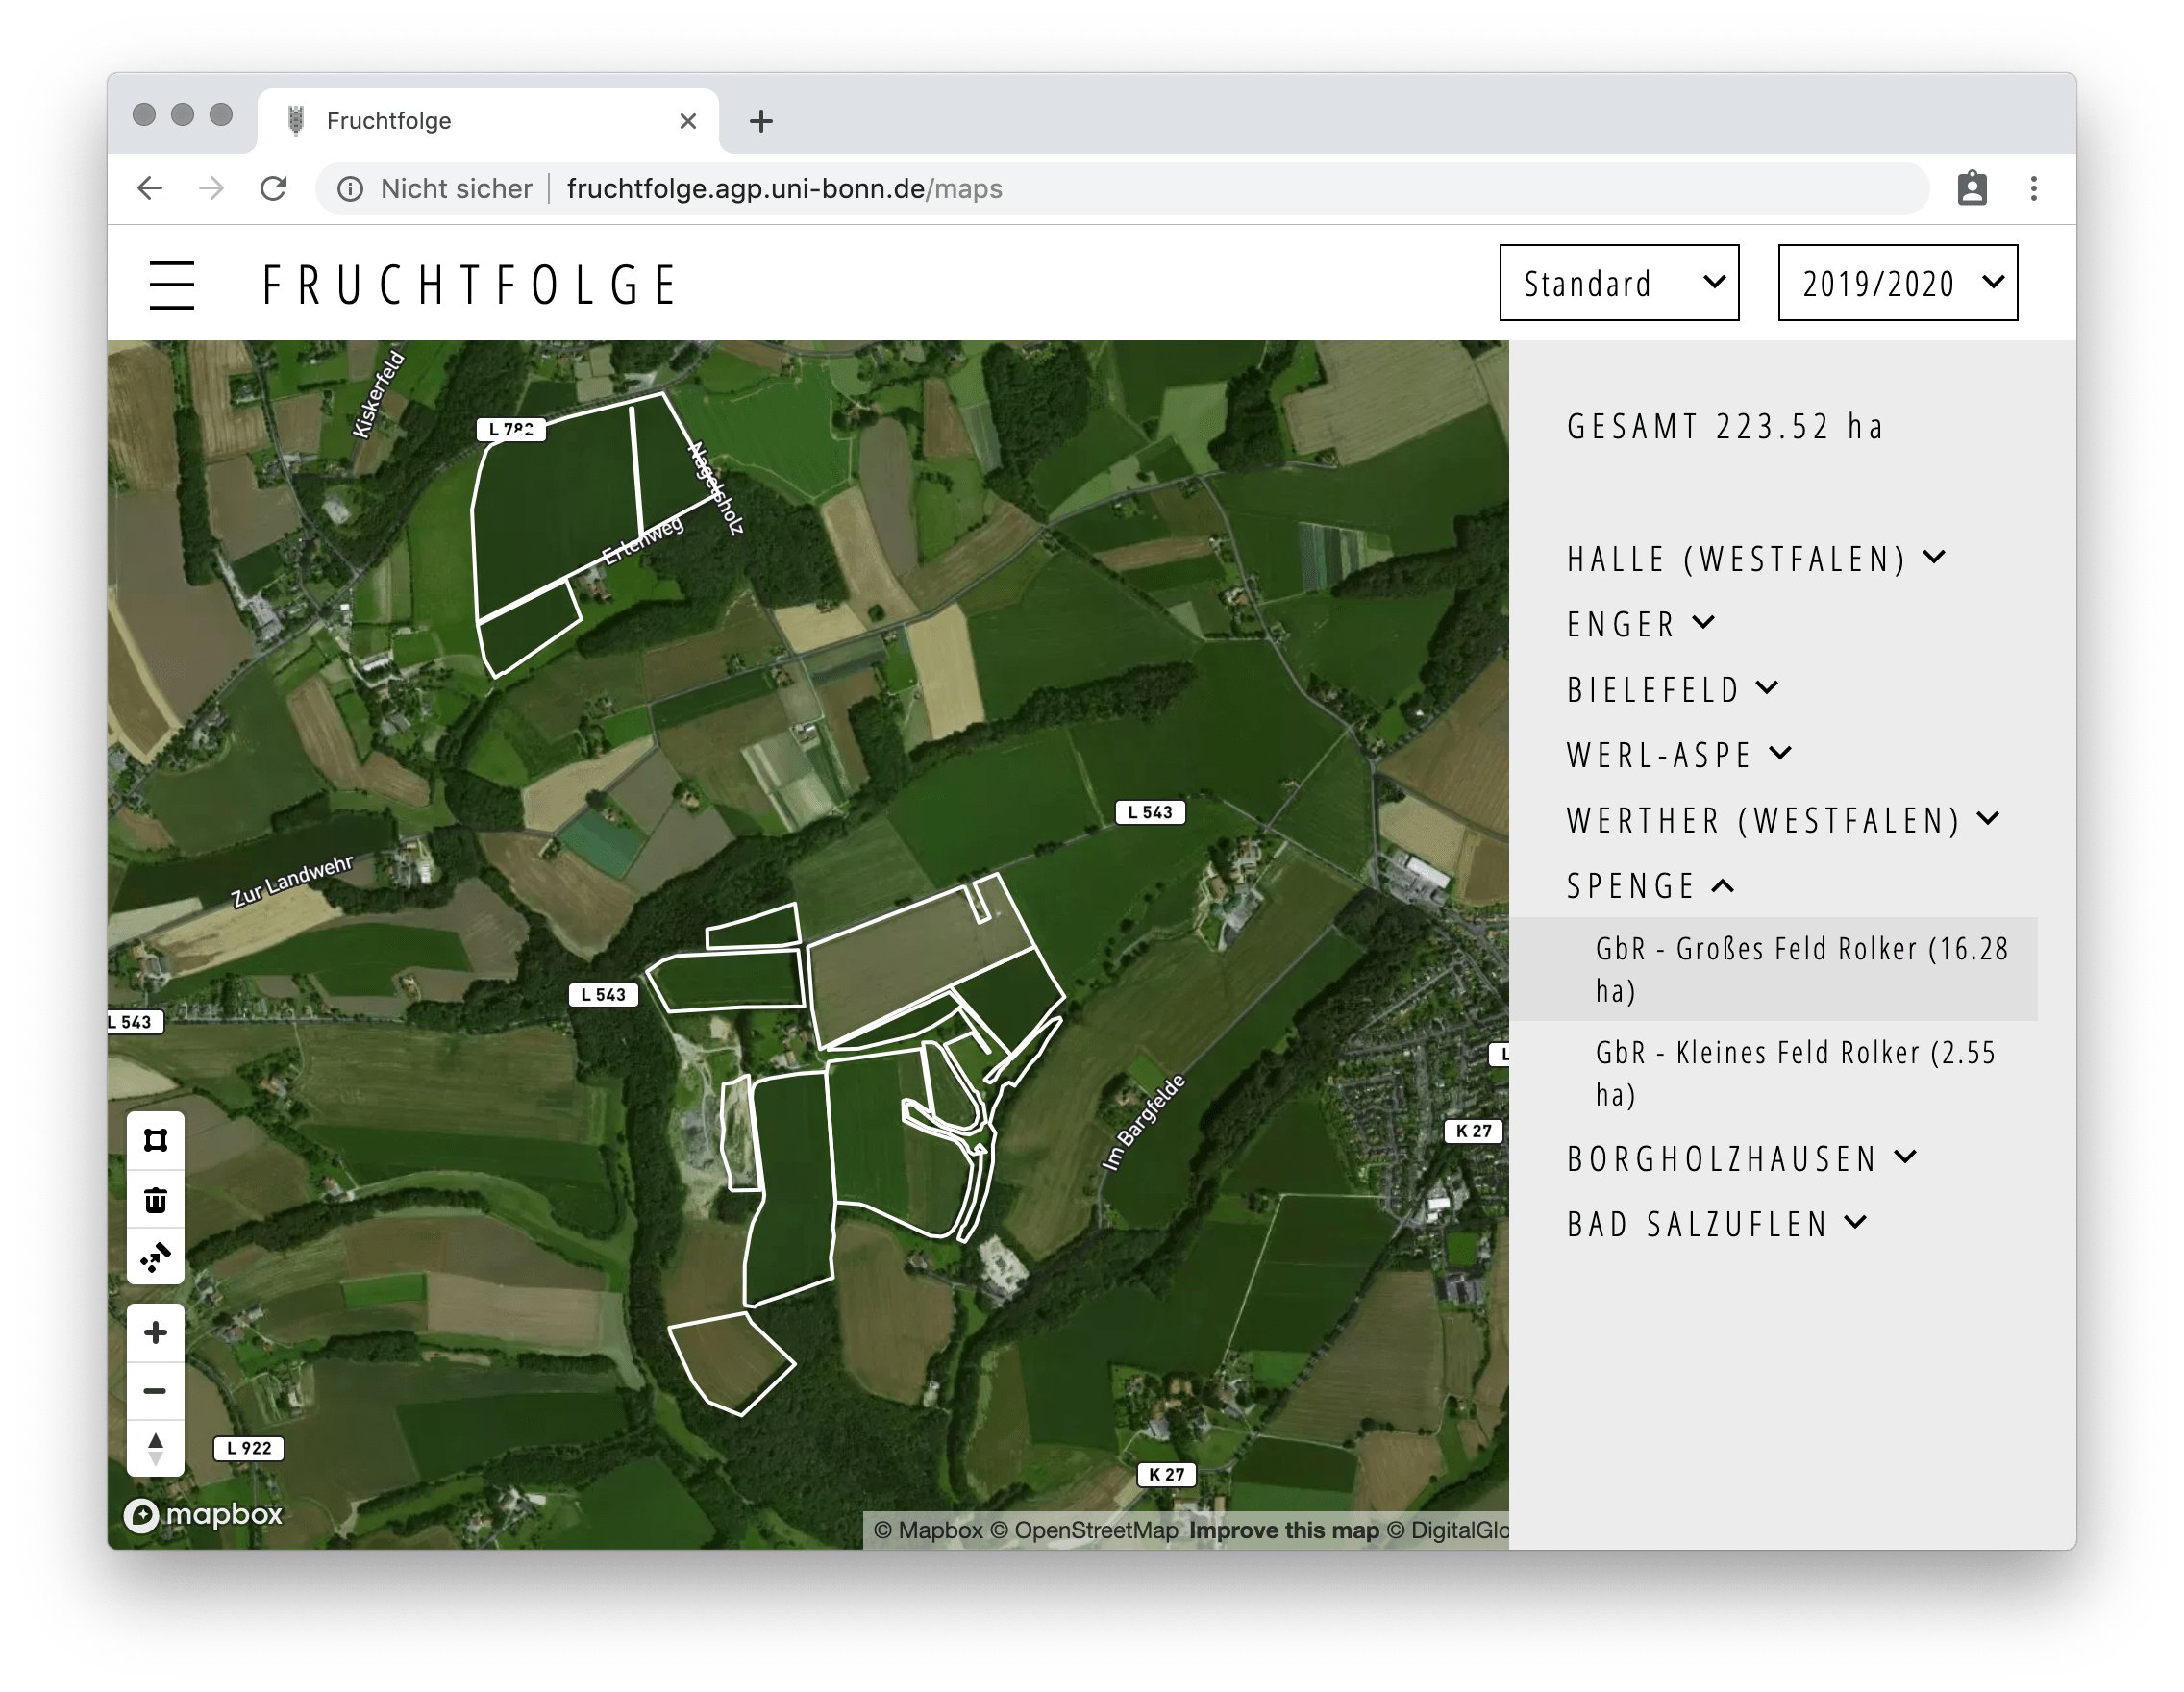 Fruchtfolge
Nicht sicher fruchtfolge.agp.uni-bonn.de/maps
FRUCHTFOLGE
Standard
2019/2020
Kiskerfeld
L 782
Nagelsholz
Erlenweg
L 543
Zur Landwehr
L 543
L 543
L
Im Bargfelde
K 27
L 922
K 27
mapbox
© Mapbox © OpenStreetMap Improve this map © DigitalGlo
GESAMT 223.52 ha
HALLE (WESTFALEN)
ENGER
BIELEFELD
WERL-ASPE
WERTHER (WESTFALEN)
SPENGE
GbR - Großes Feld Rolker (16.28
ha)
GbR - Kleines Feld Rolker (2.55
ha)
BORGHOLZHAUSEN
BAD SALZUFLEN